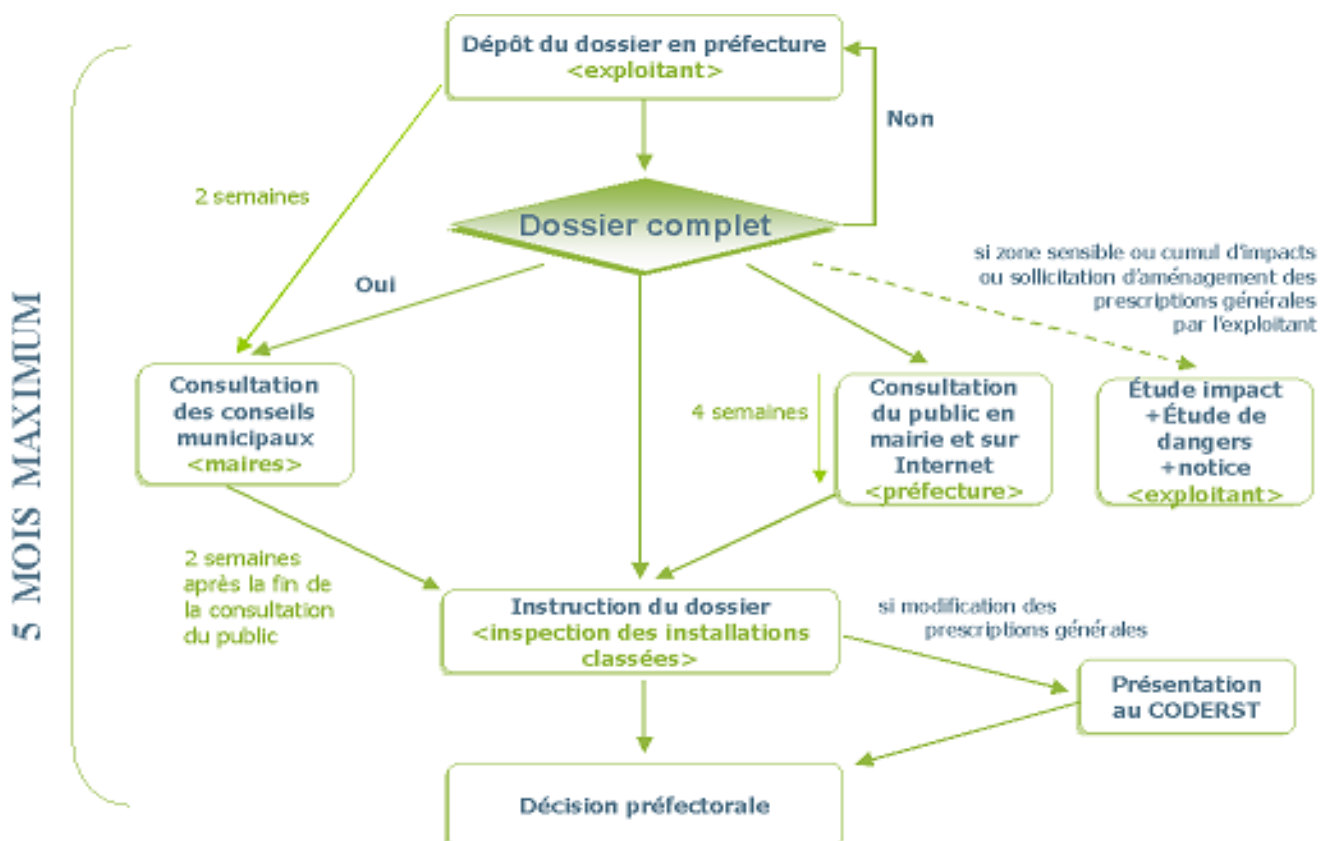 5 MOIS MAXIMUM
Dépôt du dossier en préfecture
<exploitant>
Non
2 semaines
Dossier complet
Oui
si zone sensible ou cumul d'impacts
ou sollicitation d'aménagement des
prescriptions générales
par l'exploitant
Consultation
des conseils
municipaux
<maires>
4 semaines
Consultation
du public en
mairie et sur
Internet
<préfecture>
Étude impact
+Étude de
dangers
+notice
<exploitant>
2 semaines
après la fin de
la consultation
du public
Instruction du dossier
<inspection des installations
classées>
si modification des
prescriptions générales
Présentation
au CODERST
Décision préfectorale